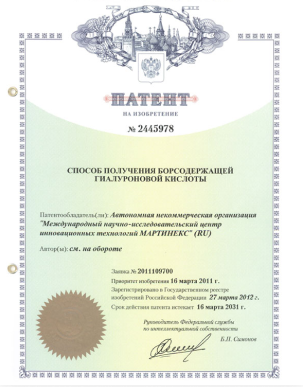 ПАТЕНТ
НА ИЗОБРЕТЕНИЕ
№ 2445978
СПОСОБ ПОЛУЧЕНИЯ БОРСОДЕРЖАЩЕЙ
ГИАЛУРОНОВОЙ КИСЛОТЫ
Патентообладатель(ли): Автономная некоммерческая организация
"Международный научно-исследовательский центр
инновационных технологий МАРТИНЕКС" (RU)
Автор(ы): см. на обороте
Заявка № 2011109700
Приоритет изобретения 16 марта 2011 г.
Зарегистрировано в Государственном реестре
изобретений Российской Федерации 27 марта 2012 г.
Срок действия патента истекает 16 марта 2031 г.
Руководитель Федеральной службы
по интеллектуальной собственности
Б.П. Симонов